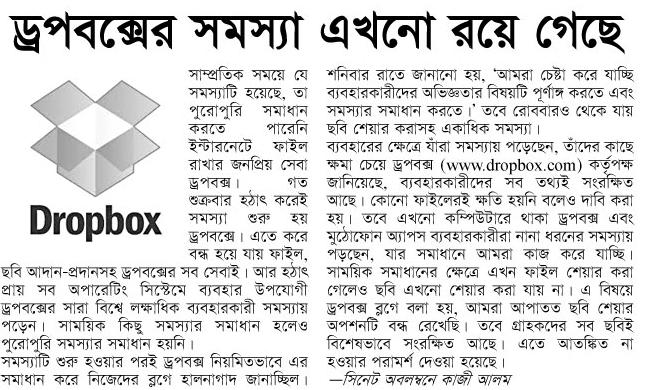 ড্রপবক্সের সমস্যা এখনো রয়ে গেছে
Dropbox
সাম্প্রতিক সময়ে যে
সমস্যাটি হয়েছে, তা
পুরোপুরি সমাধান
করতে পারেনি
ইন্টারনেটে ফাইল
রাখার জনপ্রিয় সেবা
ড্রপবক্স। গত
শুক্রবার হঠাৎ করেই
সমস্যা শুরু হয়
ড্রপবক্সে। এতে করে
বন্ধ হয়ে যায় ফাইল,
ছবি আদান-প্রদানসহ ড্রপবক্সের সব সেবাই। আর হঠাৎ
প্রায় সব অপারেটিং সিস্টেমে ব্যবহার উপযোগী
ড্রপবক্সের সারা বিশ্বে লক্ষাধিক ব্যবহারকারী সমস্যায়
পড়েন। সাময়িক কিছু সমস্যার সমাধান হলেও
পুরোপুরি সমস্যার সমাধান হয়নি।
সমস্যাটি শুরু হওয়ার পরই ড্রপবক্স নিয়মিতভাবে এর
সমাধান করে নিজেদের ব্লগে হালনাগাদ জানাচ্ছিল।
শনিবার রাতে জানানো হয়, ‘আমরা চেষ্টা করে যাচ্ছি
ব্যবহারকারীদের অভিজ্ঞতার বিষয়টি পূর্ণাঙ্গ করতে এবং
সমস্যার সমাধান করতে।’ তবে রোববারও থেকে যায়
ছবি শেয়ার করাসহ একাধিক সমস্যা।
ব্যবহারের ক্ষেত্রে যাঁরা সমস্যায় পড়েছেন, তাঁদের কাছে
ক্ষমা চেয়ে ড্রপবক্স (www.dropbox.com) কর্তৃপক্ষ
জানিয়েছে, ব্যবহারকারীদের সব তথ্যই সংরক্ষিত
আছে। কোনো ফাইলেরই ক্ষতি হয়নি বলেও দাবি করা
হয়। তবে এখনো কম্পিউটারে থাকা ড্রপবক্স এবং
মুঠোফোন অ্যাপস ব্যবহারকারীরা নানা ধরনের সমস্যায়
পড়ছেন, যার সমাধানে আমরা কাজ করে যাচ্ছি।
সাময়িক সমাধানের ক্ষেত্রে এখন ফাইল শেয়ার করা
গেলেও ছবি এখনো শেয়ার করা যায় না। এ বিষয়ে
ড্রপবক্স ব্লগে বলা হয়, আমরা আপাতত ছবি শেয়ার
অপশনটি বন্ধ রেখেছি। তবে গ্রাহকদের সব ছবিই
বিশেষভাবে সংরক্ষিত আছে। এতে আতঙ্কিত না
হওয়ার পরামর্শ দেওয়া হয়েছে।
—সিনেট অবলম্বনে কাজী আলম